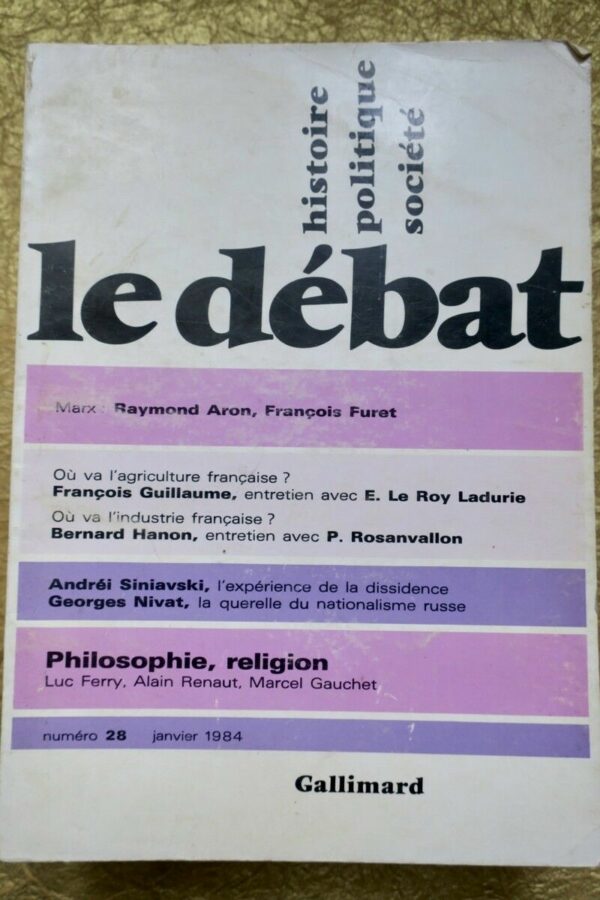 histoire
politique
société
le débat
Marx : Raymond Aron, François Furet
Où va l'agriculture française ?
François Guillaume, entretien avec E. Le Roy Ladurie
Où va l'industrie française ?
Bernard Hanon, entretien avec P. Rosanvallon
Andréi Siniavski, l'expérience de la dissidence
Georges Nivat, la querelle du nationalisme russe
Philosophie, religion
Luc Ferry, Alain Renaut, Marcel Gauchet
numéro 28 janvier 1984
Gallimard